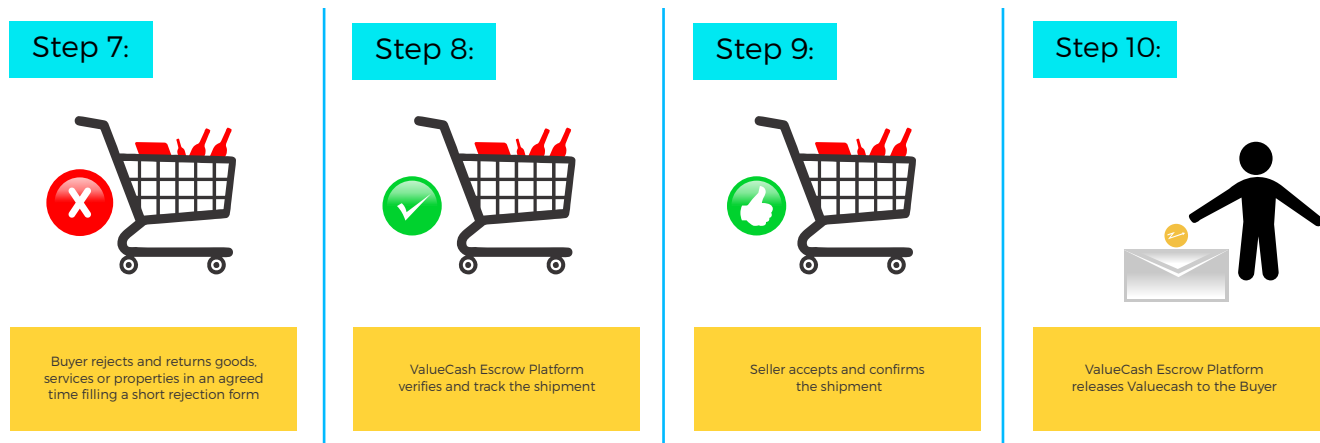 Step 7:
Buyer rejects and returns goods,
services or properties in an agreed
time filling a short rejection form
Step 8:
ValueCash Escrow Platform
verifies and track the shipment
Step 9:
Seller accepts and confirms
the shipment
Step 10:
ValueCash Escrow Platform
releases Valuecash to the Buyer